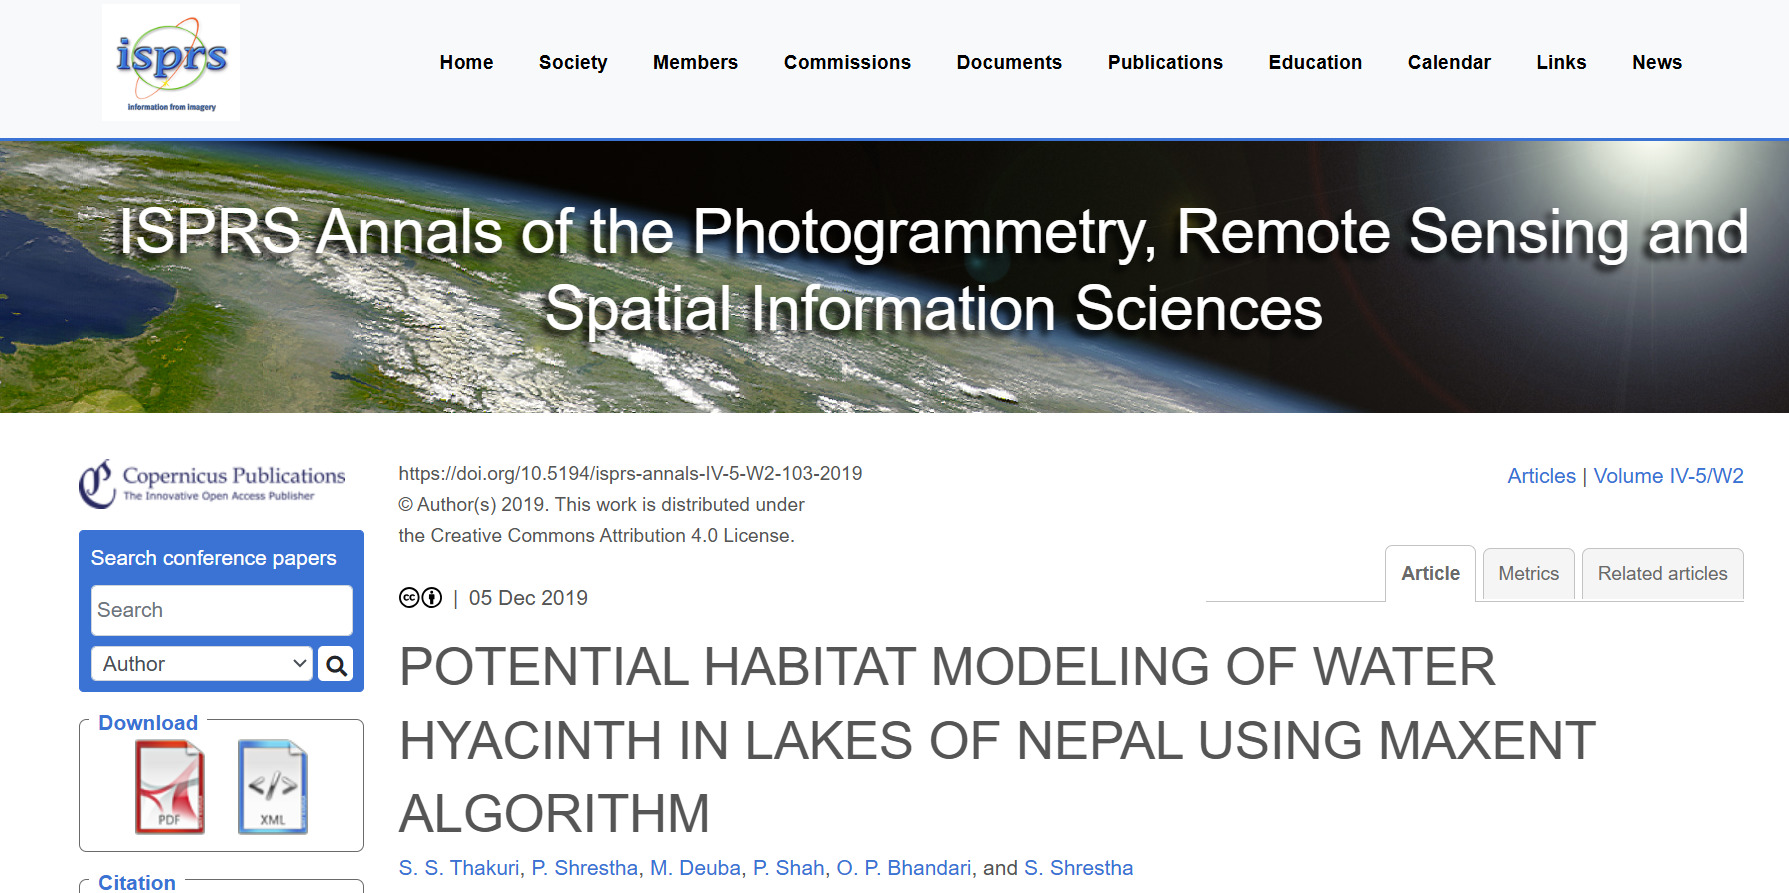 isprs
information from imagery
Home Society Members Commissions Documents Publications Education Calendar Links News
ISPRS Annals of the Photogrammetry, Remote Sensing and
Spatial Information Sciences
Copernicus Publications
The Innovative Open Access Publisher
Search conference papers
Search
Author
Download
PDF XML
Citation
https://doi.org/10.5194/isprs-annals-IV-5-W2-103-2019
© Author(s) 2019. This work is distributed under
the Creative Commons Attribution 4.0 License.
Articles | Volume IV-5/W2
Article Metrics Related articles
cc | 05 Dec 2019
POTENTIAL HABITAT MODELING OF WATER
HYACINTH IN LAKES OF NEPAL USING MAXENT
ALGORITHM
S. S. Thakuri, P. Shrestha, M. Deuba, P. Shah, O. P. Bhandari, and S. Shrestha